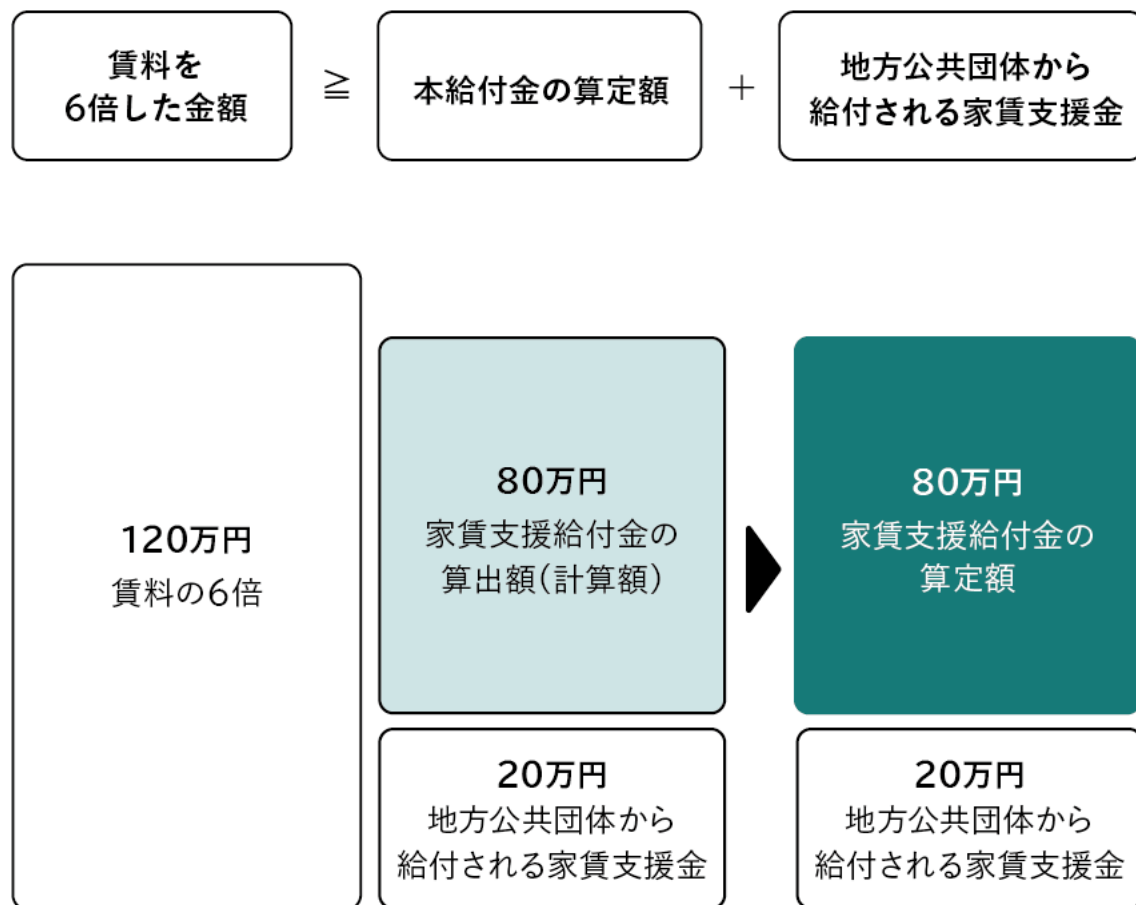 賃料を
6倍した金額
≧
本給付金の算定額
+
地方公共団体から
給付される家賃支援金
120万円
賃料の6倍
80万円
家賃支援給付金の
算出額(計算額)
20万円
地方公共団体から
給付される家賃支援金
80万円
家賃支援給付金の
算定額
20万円
地方公共団体から
給付される家賃支援金